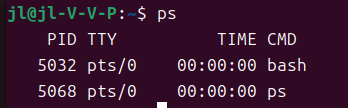 jl@jl-V-V-P:~$ ps
    PID TTY          TIME CMD
   5032 pts/0    00:00:00 bash
   5068 pts/0    00:00:00 ps